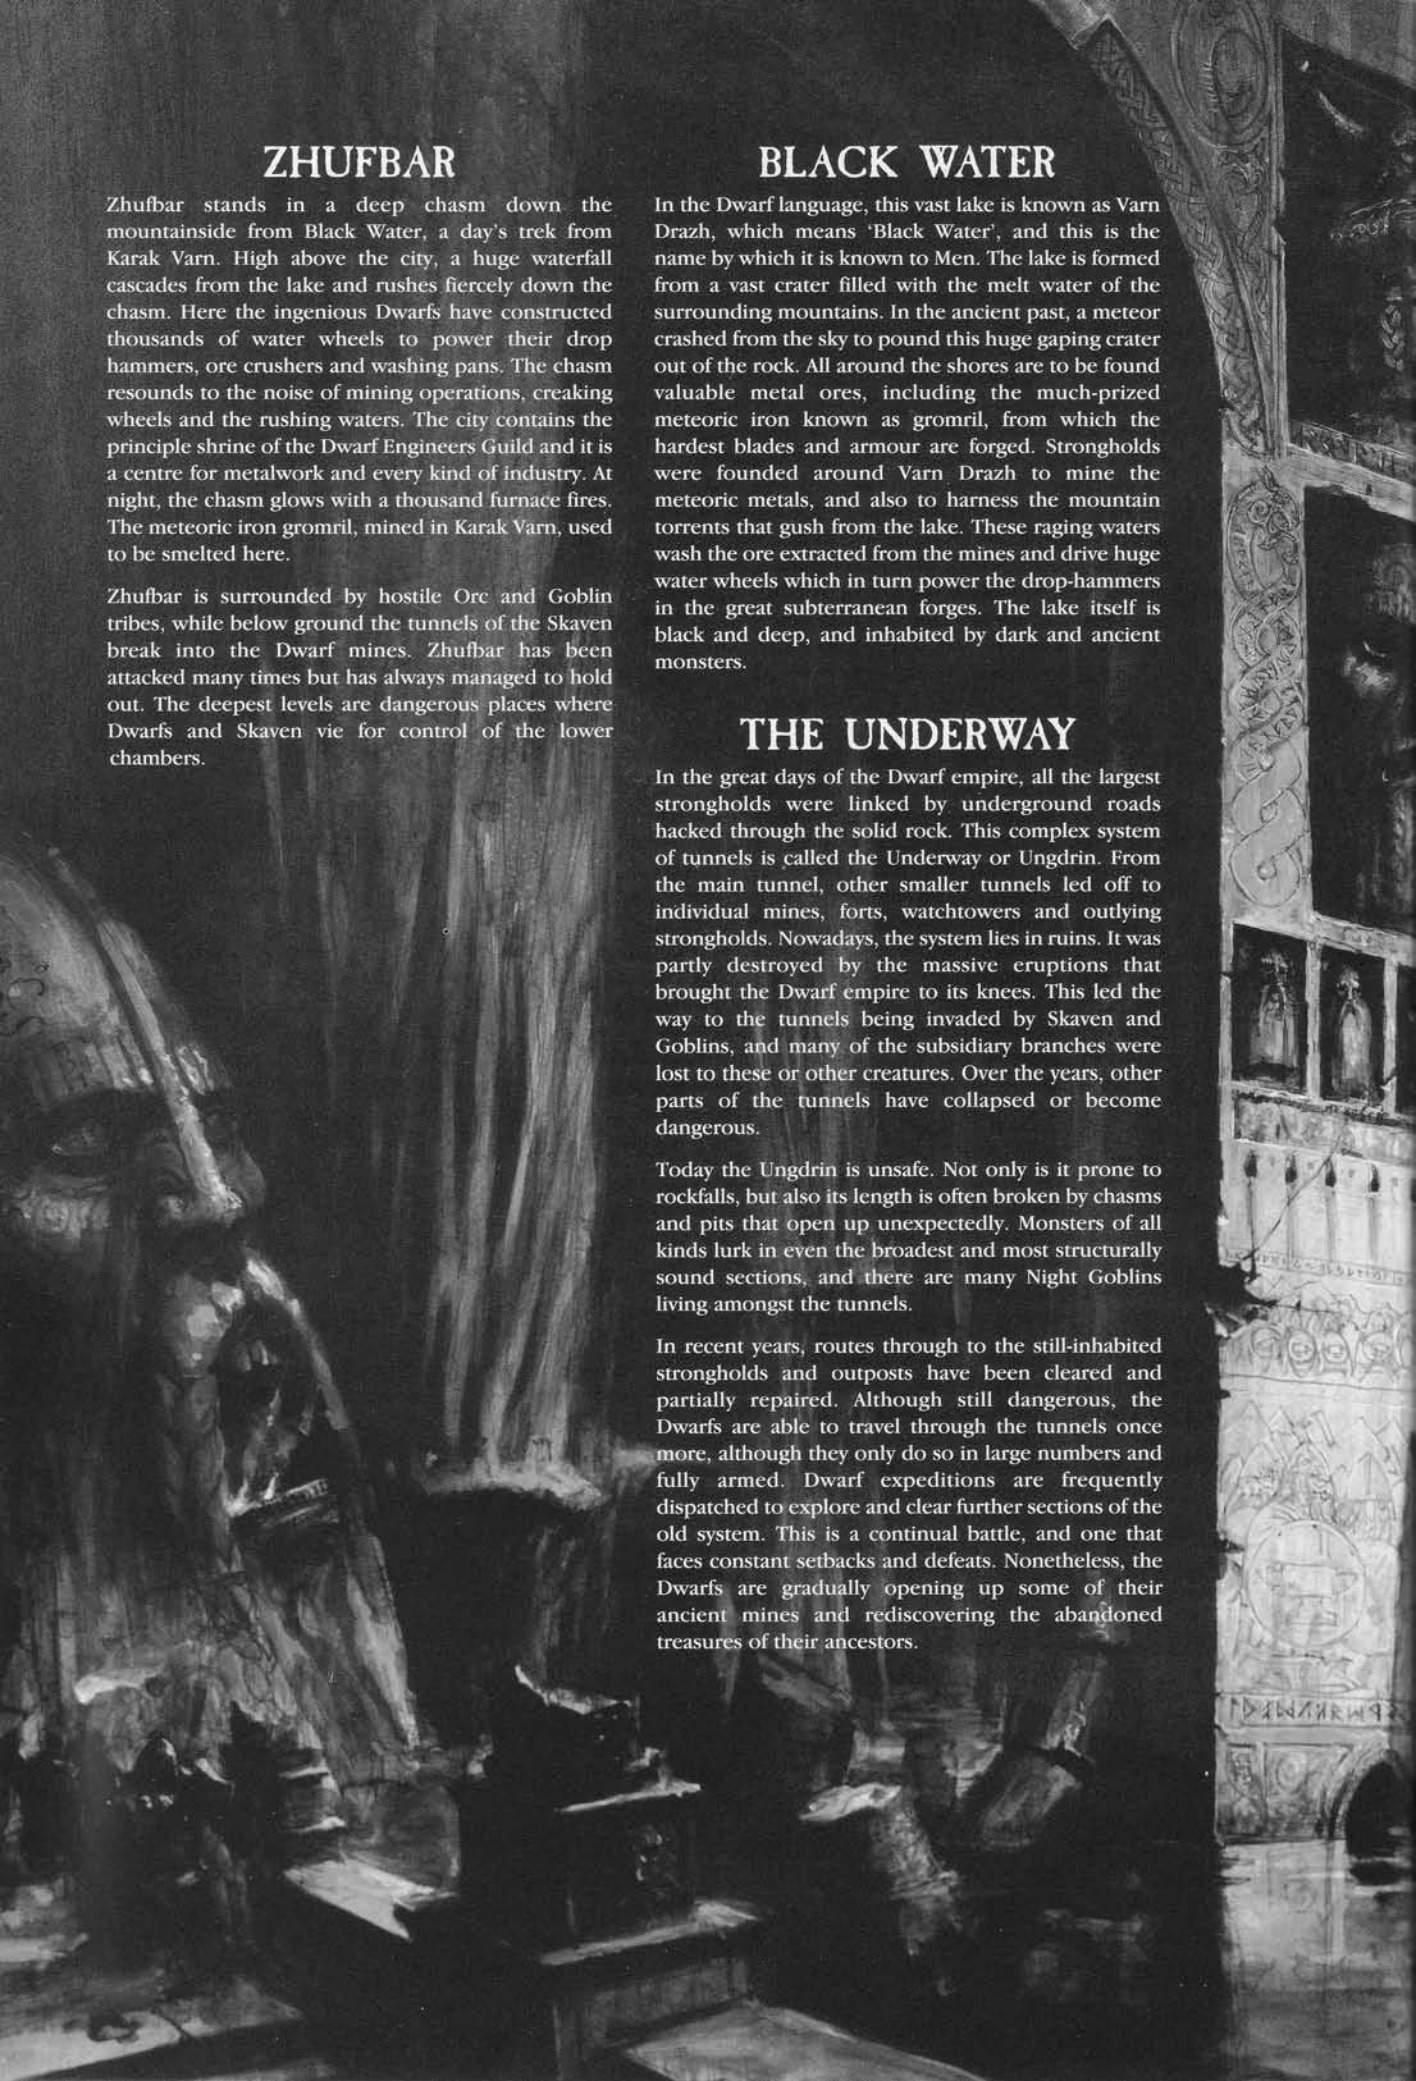 ZHUFBAR
Zhufbar stands in a deep chasm down the
mountainside from Black Water, a day's trek from
Karak Varn. High above the city, a huge waterfall
cascades from the lake and rushes fiercely down the
chasm. Here the ingenious Dwarfs have constructed
thousands of water wheels to power their drop
hammers, ore crushers and washing pans. The chasm
resounds to the noise of mining operations, creaking
wheels and the rushing waters. The city contains the
principle shrine of the Dwarf Engineers Guild and it is
a centre for metalwork and every kind of industry. At
night, the chasm glows with a thousand furnace fires.
The meteoric iron gromril, mined in Karak Varn, used
to be smelted here.
Zhufbar is surrounded by hostile Orc and Goblin
tribes, while below ground the tunnels of the Skaven
break into the Dwarf mines. Zhufbar has been
attacked many times but has always managed to hold
out. The deepest levels are dangerous places where
Dwarfs and Skaven vie for control of the lower
chambers.
BLACK WATER
In the Dwarf language, this vast lake is known as Varn
Drazh, which means 'Black Water', and this is the
name by which it is known to Men. The lake is formed
from a vast crater filled with the melt water of the
surrounding mountains. In the ancient past, a meteor
crashed from the sky to pound this huge gaping crater
out of the rock. All around the shores are to be found
valuable metal ores, including the much-prized
meteoric iron known as gromril, from which the
hardest blades and armour are forged. Strongholds
were founded around Varn Drazh to mine the
meteoric metals, and also to harness the mountain
torrents that gush from the lake. These raging waters
wash the ore extracted from the mines and drive huge
water wheels which in turn power the drop-hammers
in the great subterranean forges. The lake itself is
black and deep, and inhabited by dark and ancient
monsters.
THE UNDERWAY
In the great days of the Dwarf empire, all the largest
strongholds were linked by underground roads
hacked through the solid rock. This complex system
of tunnels is called the Underway or Ungdrin. From
the main tunnel, other smaller tunnels led off to
individual mines, forts, watchtowers and outlying
strongholds. Nowadays, the system lies in ruins. It was
partly destroyed by the massive eruptions that
brought the Dwarf empire to its knees. This led the
way to the tunnels being invaded by Skaven and
Goblins, and many of the subsidiary branches were
lost to these or other creatures. Over the years, other
parts of the tunnels have collapsed or become
dangerous.
Today the Ungdrin is unsafe. Not only is it prone to
rockfalls, but also its length is often broken by chasms
and pits that open up unexpectedly. Monsters of all
kinds lurk in even the broadest and most structurally
sound sections, and there are many Night Goblins
living amongst the tunnels.
In recent years, routes through to the still-inhabited
strongholds and outposts have been cleared and
partially repaired. Although still dangerous, the
Dwarfs are able to travel through the tunnels once
more, although they only do so in large numbers and
fully armed. Dwarf expeditions are frequently
dispatched to explore and clear further sections of the
old system. This is a continual battle, and one that
faces constant setbacks and defeats. Nonetheless, the
Dwarfs are gradually opening up some of their
ancient mines and rediscovering the abandoned
treasures of their ancestors.